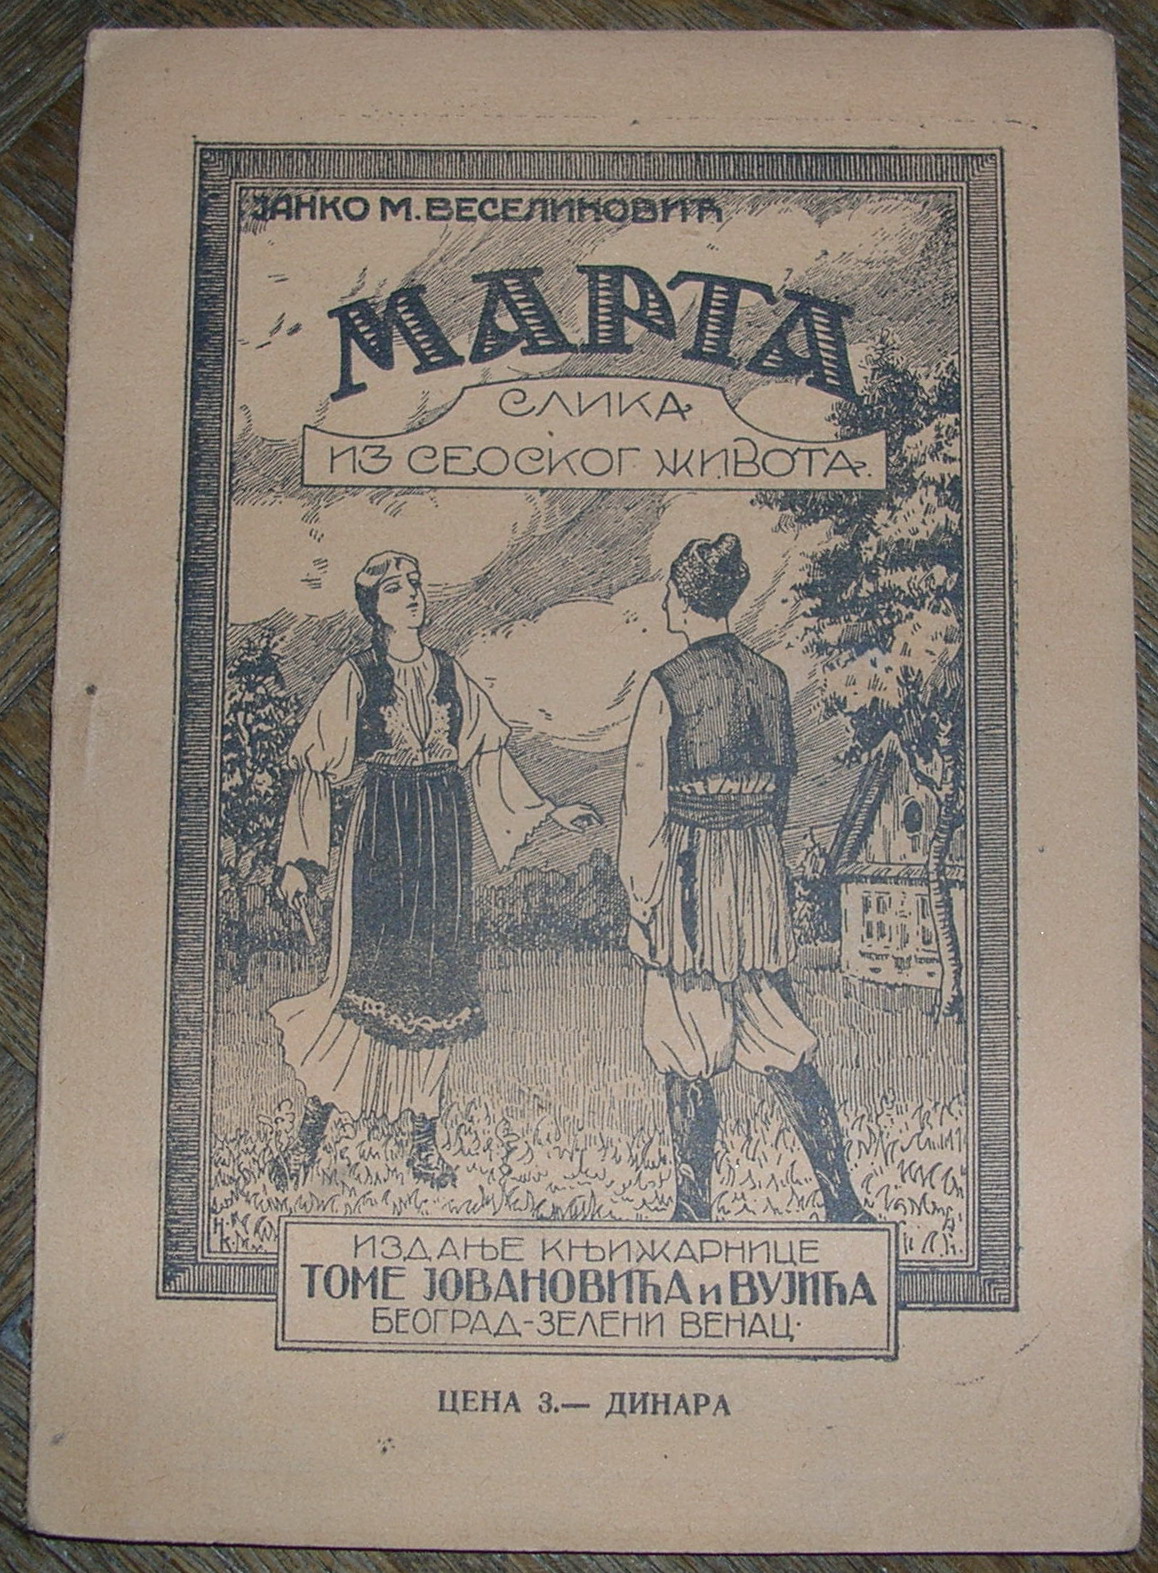 ЈАНКО М. ВЕСЕЛИНОВИЋ
МАРТА
СЛИКА
ИЗ СЕОСКОГ ЖИВОТА.
ИЗДАЊЕ КЊИЖАРНИЦЕ
ТОМЕ ЈОВАНОВИЋА и ВУЈИЋА
БЕОГРАД-ЗЕЛЕНИ ВЕНАЦ.
ЦЕНА 3.— ДИНАРА